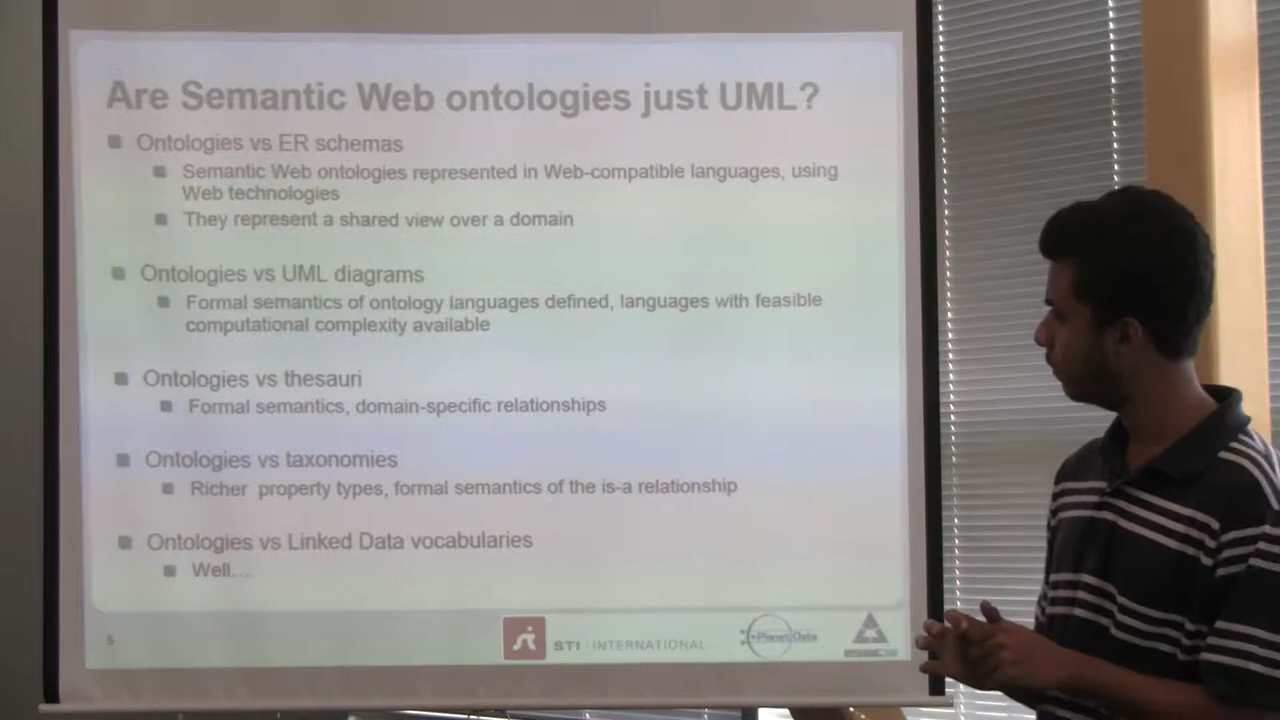 Are Semantic Web ontologies just UML?
Ontologies vs ER schemas
Semantic Web ontologies represented in Web-compatible languages, using
Web technologies
They represent a shared view over a domain
Ontologies vs UML diagrams
Formal semantics of ontology languages defined, languages with feasible
computational complexity available
Ontologies vs thesauri
Formal semantics, domain-specific relationships
Ontologies vs taxonomies
Richer property types, formal semantics of the is-a relationship
Ontologies vs Linked Data vocabularies
Well...
STI · INTERNATIONAL
PlanetData